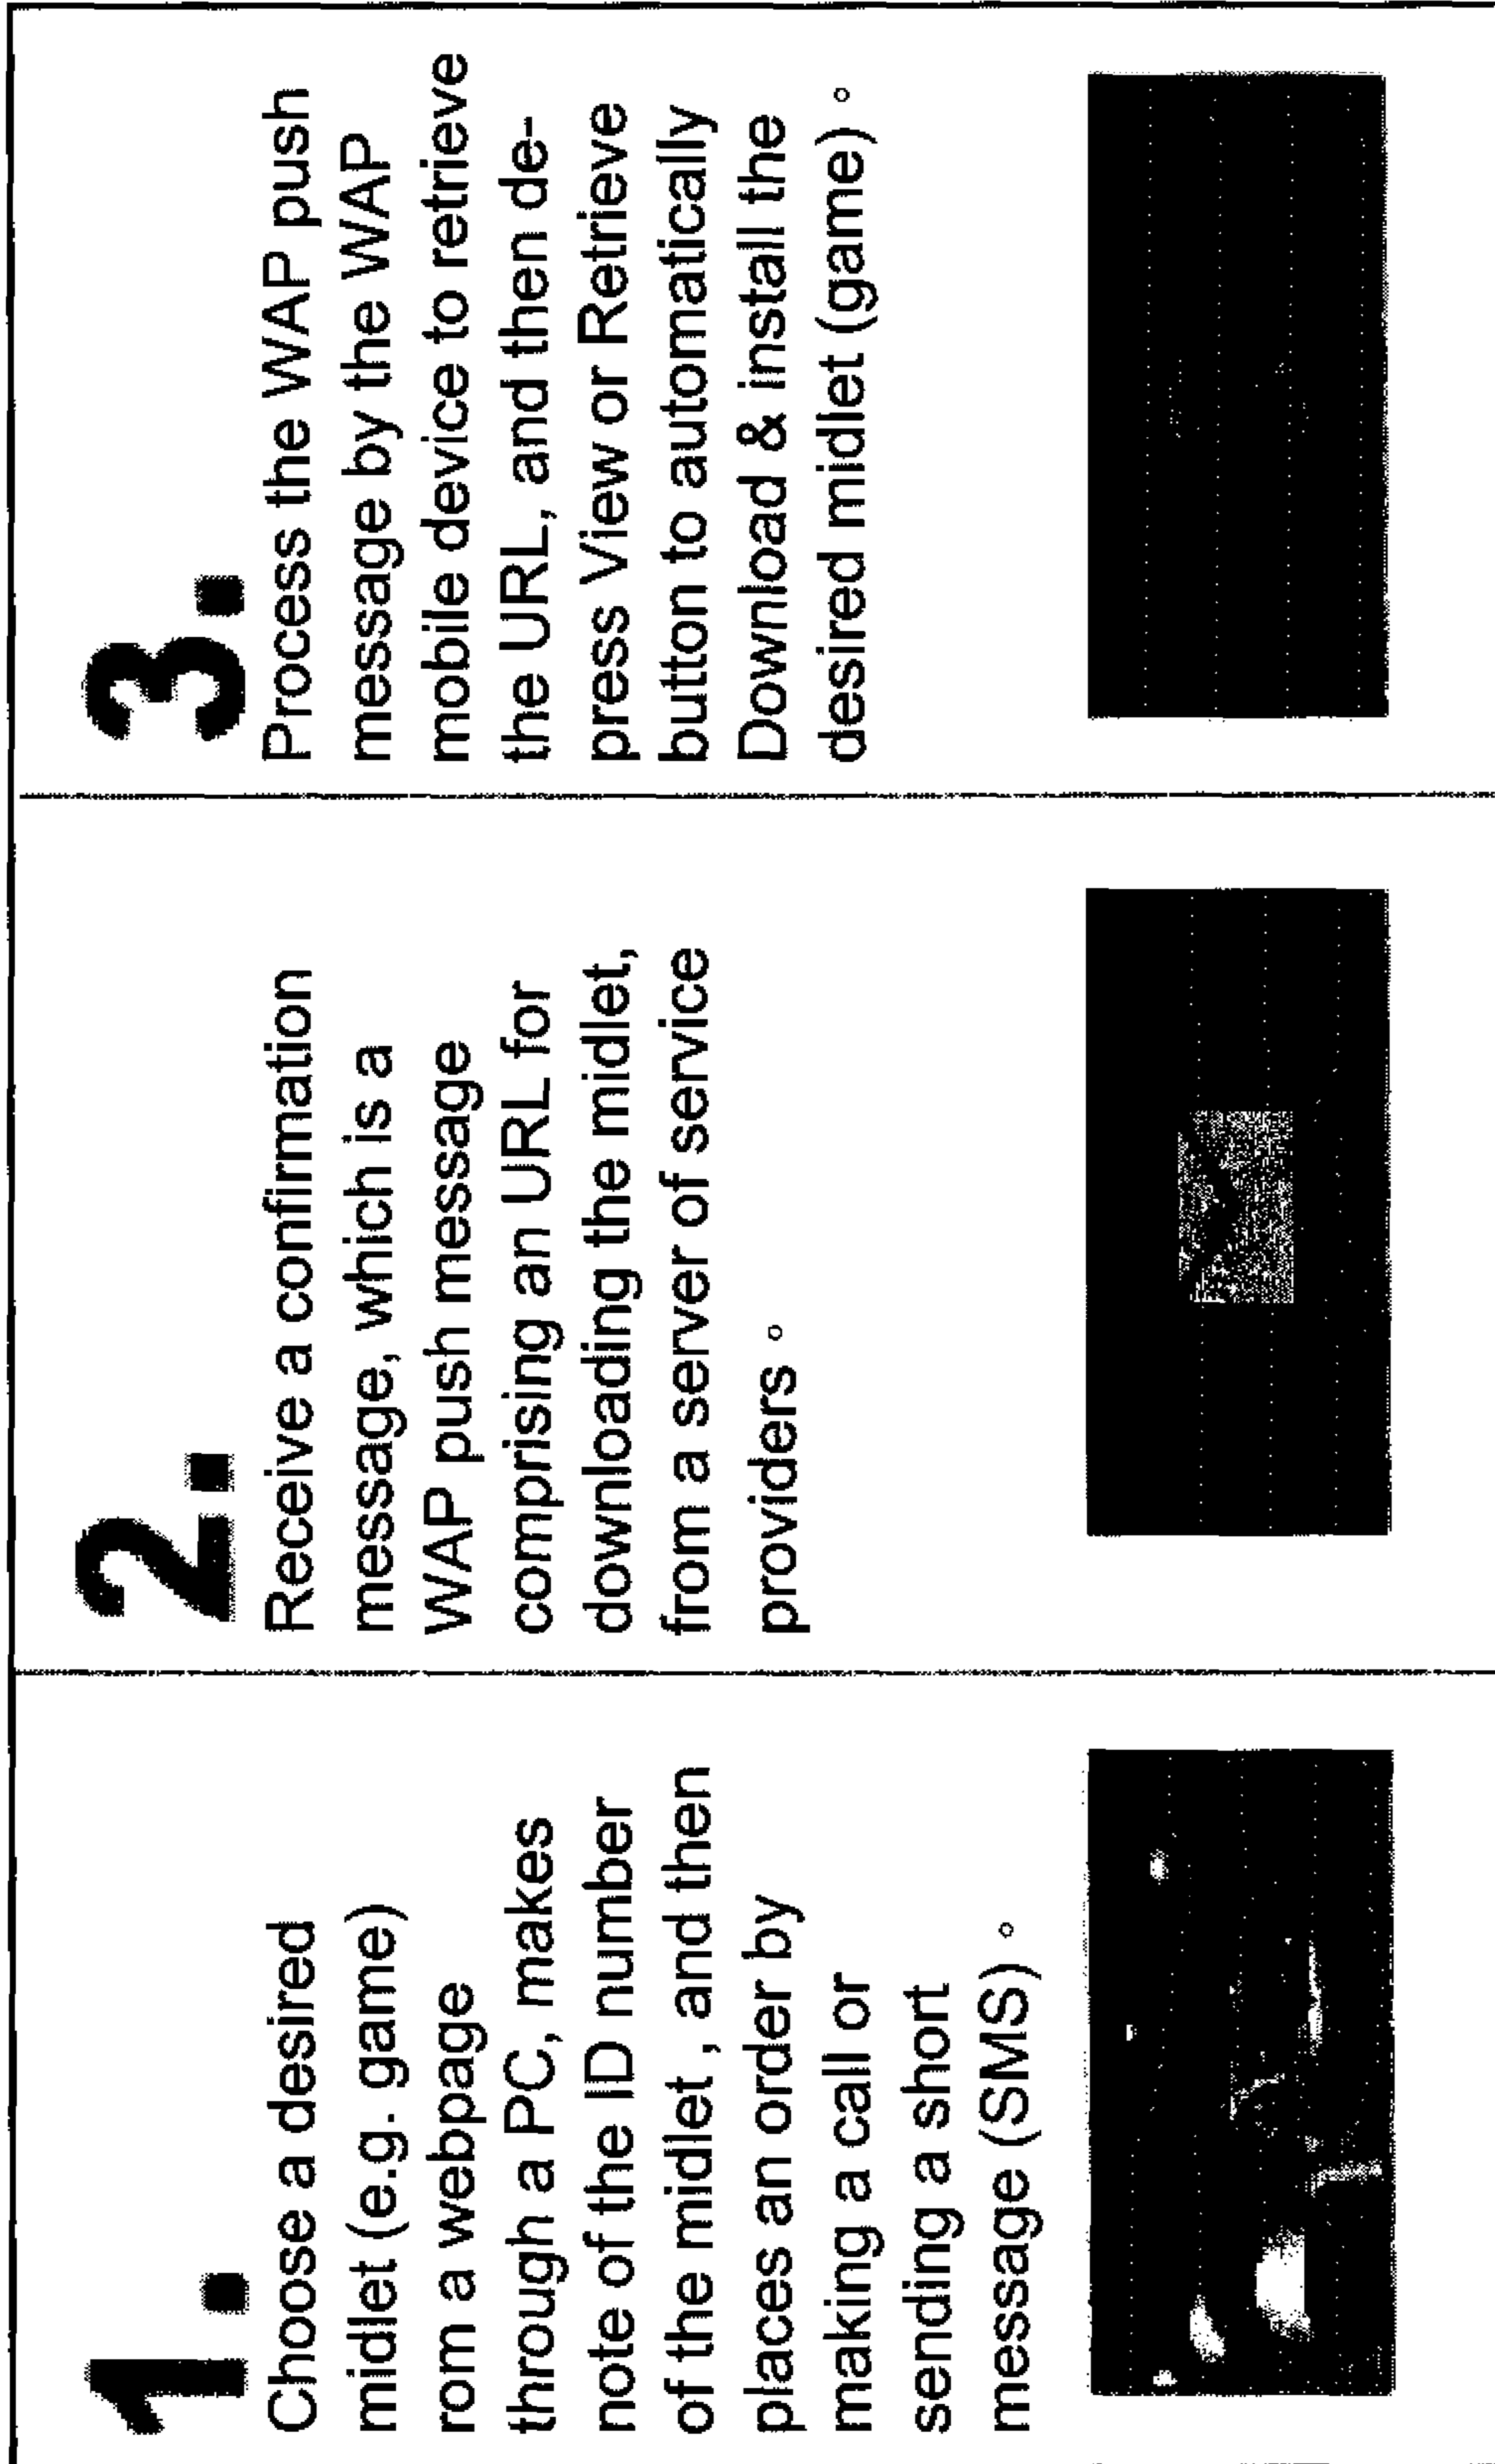 1.
Choose a desired
midlet (e.g. game)
rom a webpage
through a PC, makes
note of the ID number
of the midlet , and then
places an order by
making a call or
sending a short
message (SMS) 。
2.
Receive a confirmation
message, which is a
WAP push message
comprising an URL for
downloading the midlet,
from a server of service
providers 。
3.
Process the WAP push
message by the WAP
mobile device to retrieve
the URL, and then de-
press View or Retrieve
button to automatically
Download & install the
desired midlet (game) 。